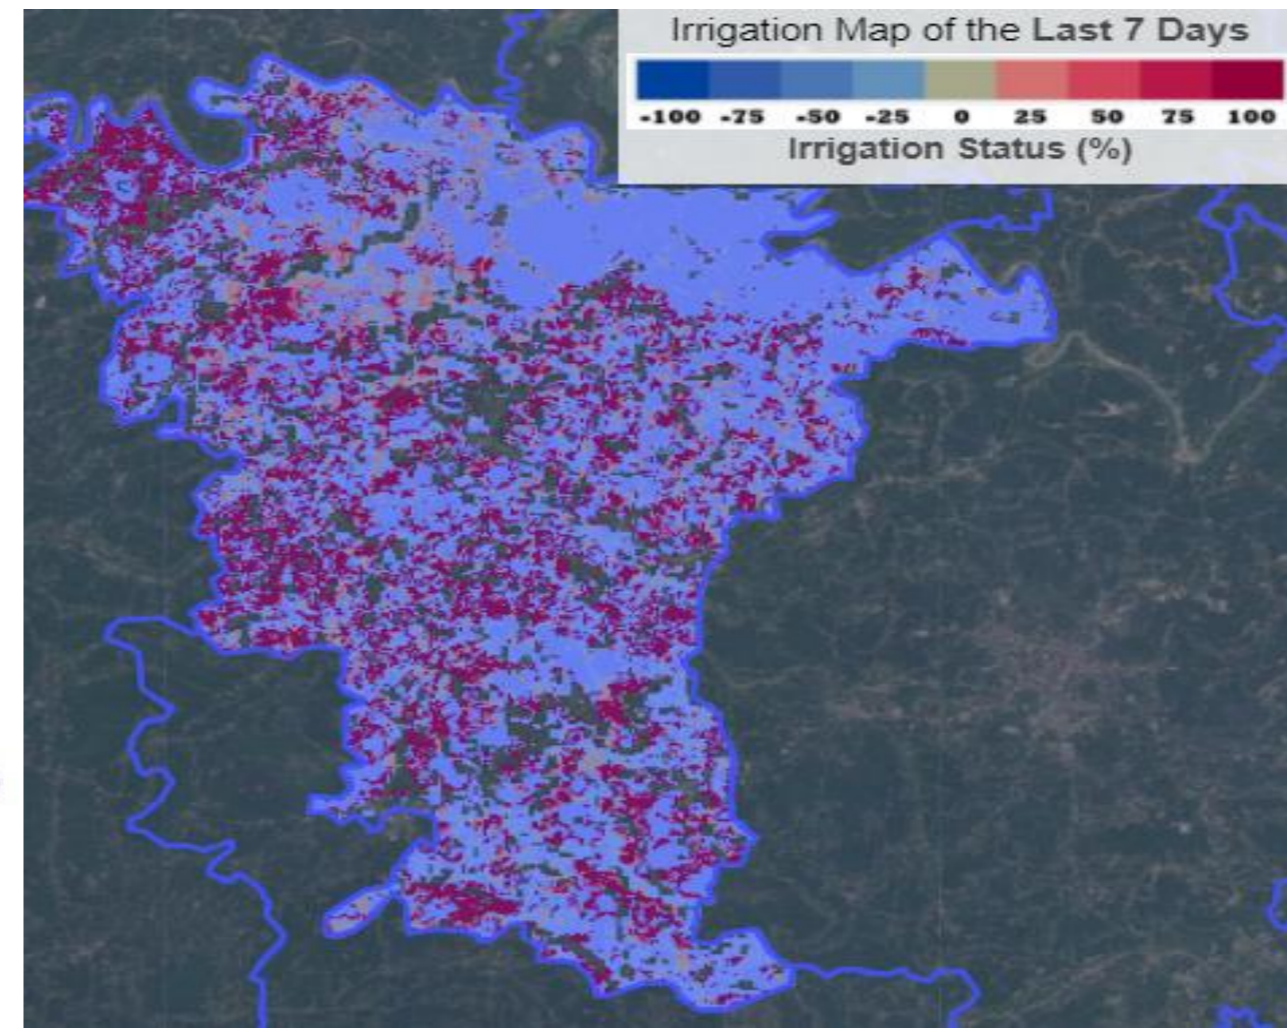 Irrigation Map of the Last 7 Days
-100 -75 -50 -25 0 25 50 75 100
Irrigation Status (%)